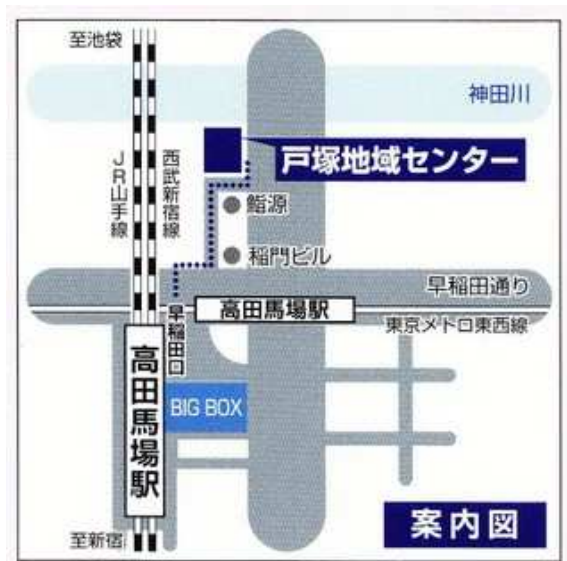 至池袋
神田川
戸塚地域センター
JR山手線
西武新宿線
鮨源
稲門ビル
早稲田通り
高田馬場駅
東京メトロ東西線
早稲田口
高田馬場駅
BIG BOX
案内図
至新宿